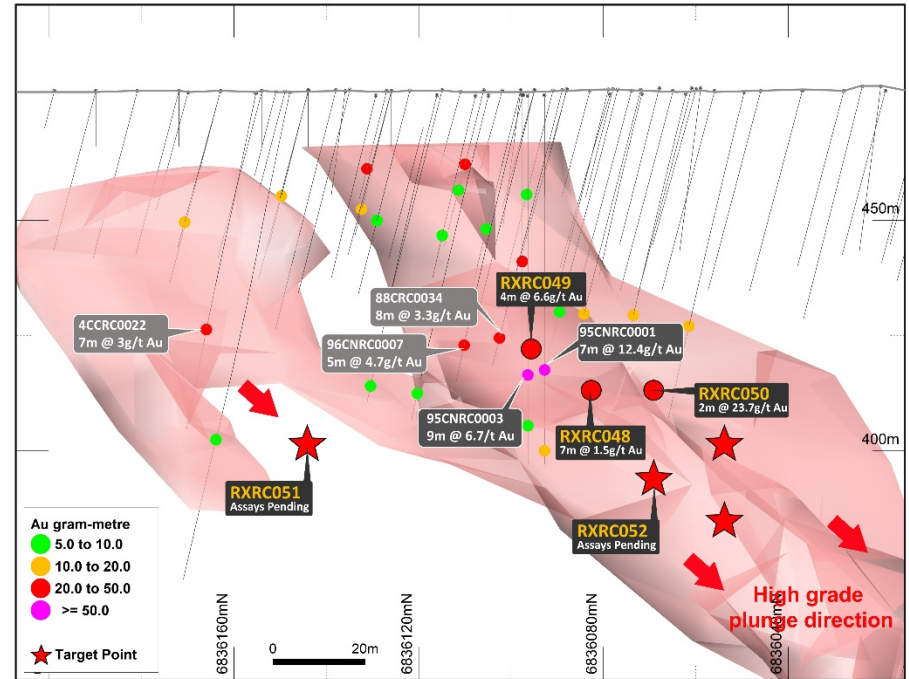 450m
RXRC049
4m @ 6.6g/t Au
88CRC0034
8m @ 3.3g/t Au
4CCRC0022
7m @ 3g/t Au
96CNRC0007
5m @ 4.7g/t Au
95CNRC0001
7m @ 12.4g/t Au
RXRC050
2m @ 23.7g/t Au
95CNRC0003
9m @ 6.7/t Au
RXRC048
7m @ 1.5g/t Au
400m
RXRC051
Assays Pending
RXRC052
Assays Pending
Au gram-metre
5.0 to 10.0
10.0 to 20.0
20.0 to 50.0
>= 50.0
Target Point
0
20m
6836160mN
6836120mN
6836080mN
6836040mN
High grade
plunge direction